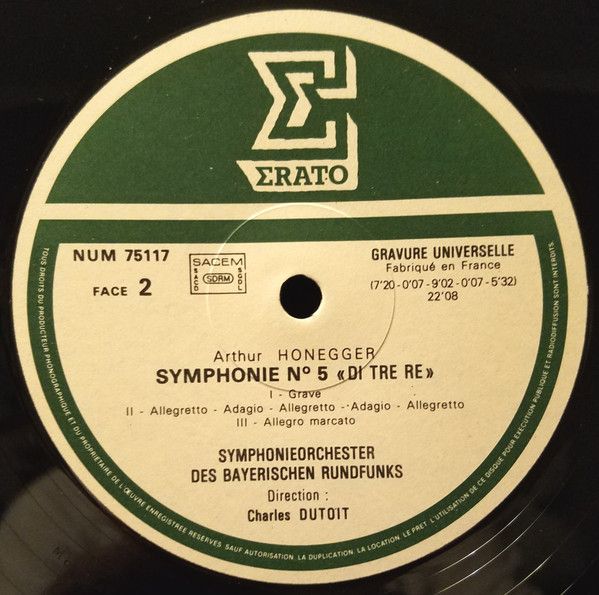 ΣRATO
NUM 75117
FACE 2
SACEM
SACD
SDRM
SGDL
GRAVURE UNIVERSELLE
Fabriqué en France
(7'20-0'07-9'02-0'07-5'32)
22'08
Arthur HONEGGER
SYMPHONIE N° 5 «DI TRE RE»
I - Grave
II - Allegretto - Adagio - Allegretto - Adagio - Allegretto
III - Allegro marcato
SYMPHONIEORCHESTER
DES BAYERISCHEN RUNDFUNKS
Direction :
Charles DUTOIT
TOUS DROITS DU PRODUCTEUR PHONOGRAPHIQUE ET DU PROPRIETAIRE DE L'ŒUVRE ENREGISTREE RESERVES. SAUF AUTORISATION, LA DUPLICATION, LA LOCATION, LE PRET, L'UTILISATION DE CE DISQUE POUR EXECUTION PUBLIQUE ET RADIODIFFUSION SONT INTERDITS.